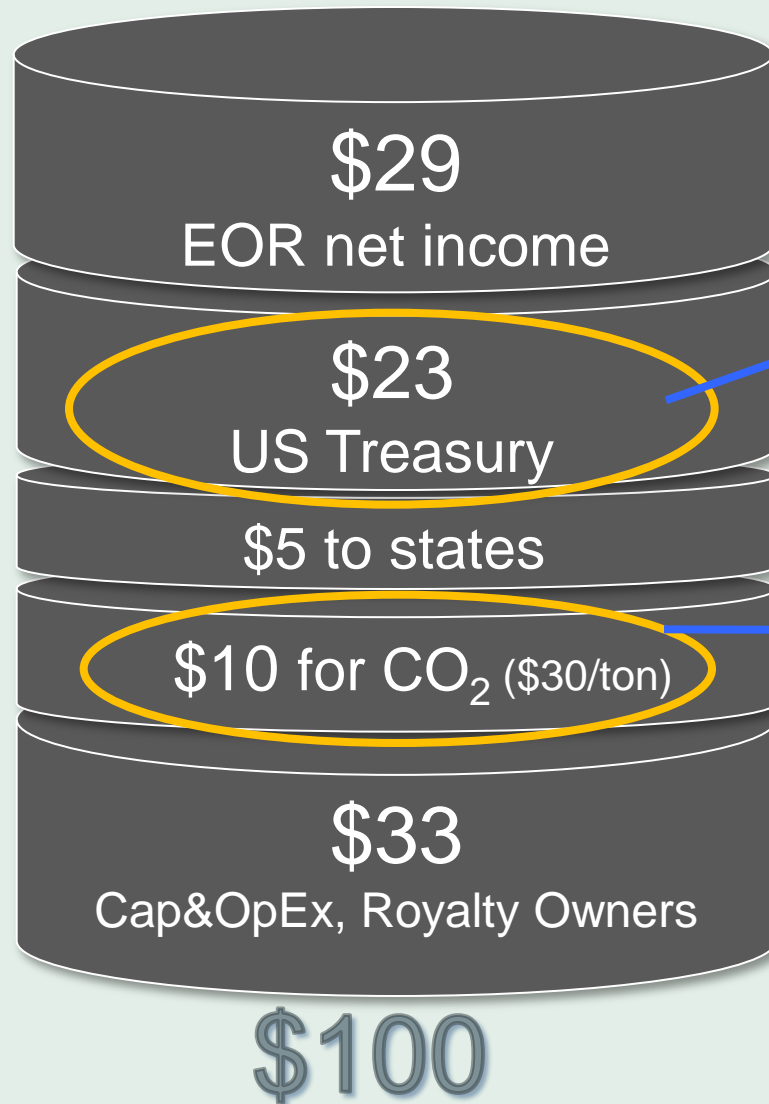 $29
EOR net income
$23
US Treasury
$5 to states
$10 for CO₂ ($30/ton)
$33
Cap&OpEx, Royalty Owners
$100